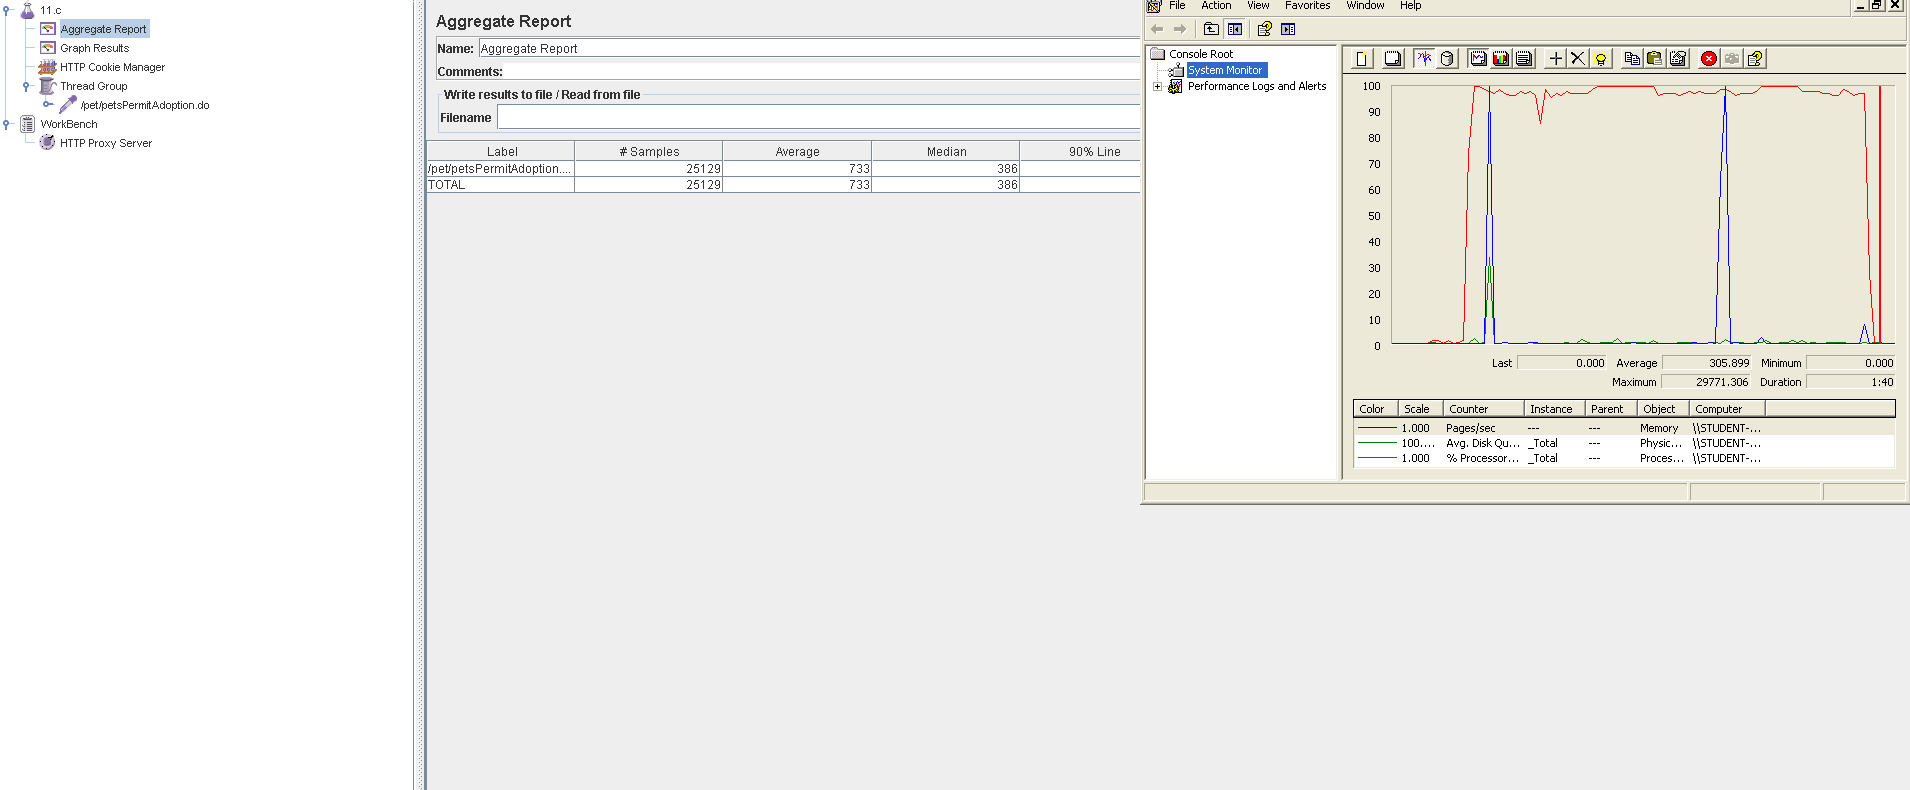 11.c
Aggregate Report
Graph Results
HTTP Cookie Manager
Thread Group
/pet/petsPermitAdoption.do
WorkBench
HTTP Proxy Server
Aggregate Report
Name: Aggregate Report
Comments:
Write results to file / Read from file
Filename
Label # Samples Average Median 90% Line
/pet/petsPermitAdoption.... 25129 733 386
TOTAL 25129 733 386
File Action View Favorites Window Help
Console Root
System Monitor
Performance Logs and Alerts
100
90
80
70
60
50
40
30
20
10
0
Last 0.000 Average 305.899 Minimum 0.000
Maximum 29771.306 Duration 1:40
Color Scale Counter Instance Parent Object Computer
1.000 Pages/sec --- --- Memory \\STUDENT-...
100.... Avg. Disk Qu... _Total --- Physic... \\STUDENT-...
1.000 % Processor... _Total --- Proces... \\STUDENT-...